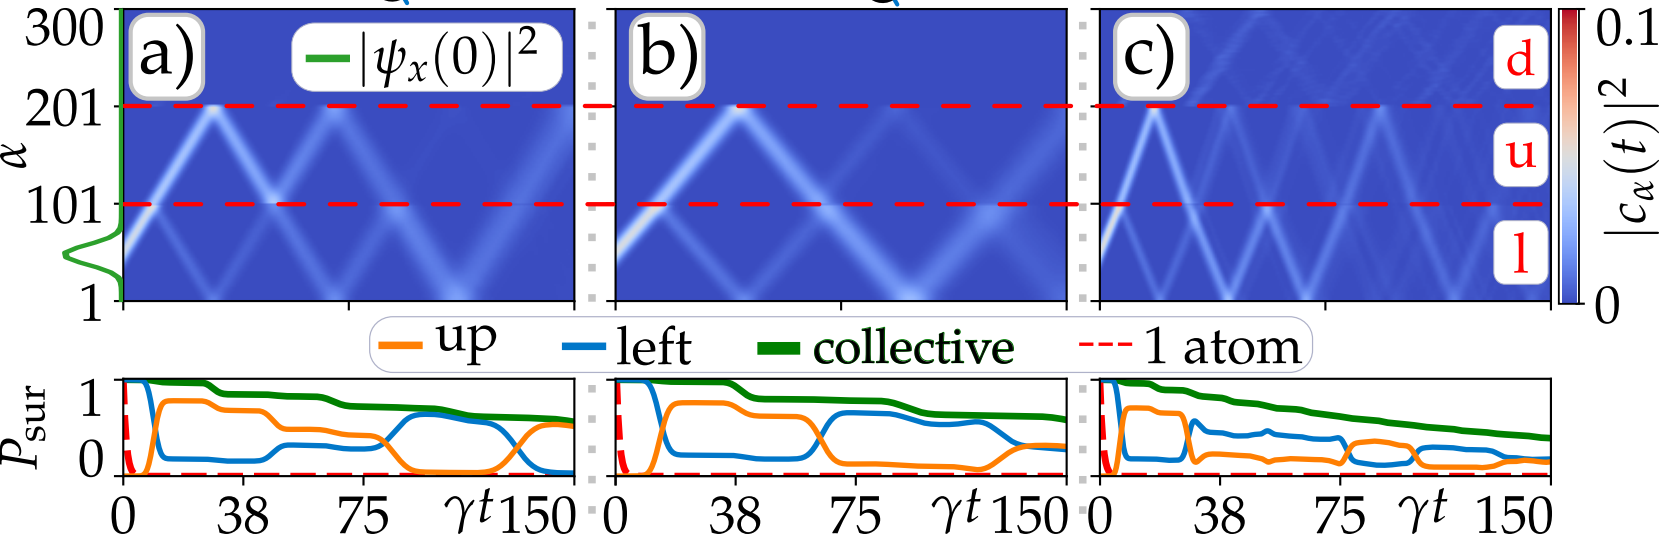 300
201
α
101
1
a)
|ψₓ(0)|²
b)
c)
d
u
l
0.1
0
|c_α(t)|²
up
left
collective
1 atom
P_sur
1
0
0 38 75 γt 150
0 38 75 γt 150
0 38 75 γt 150